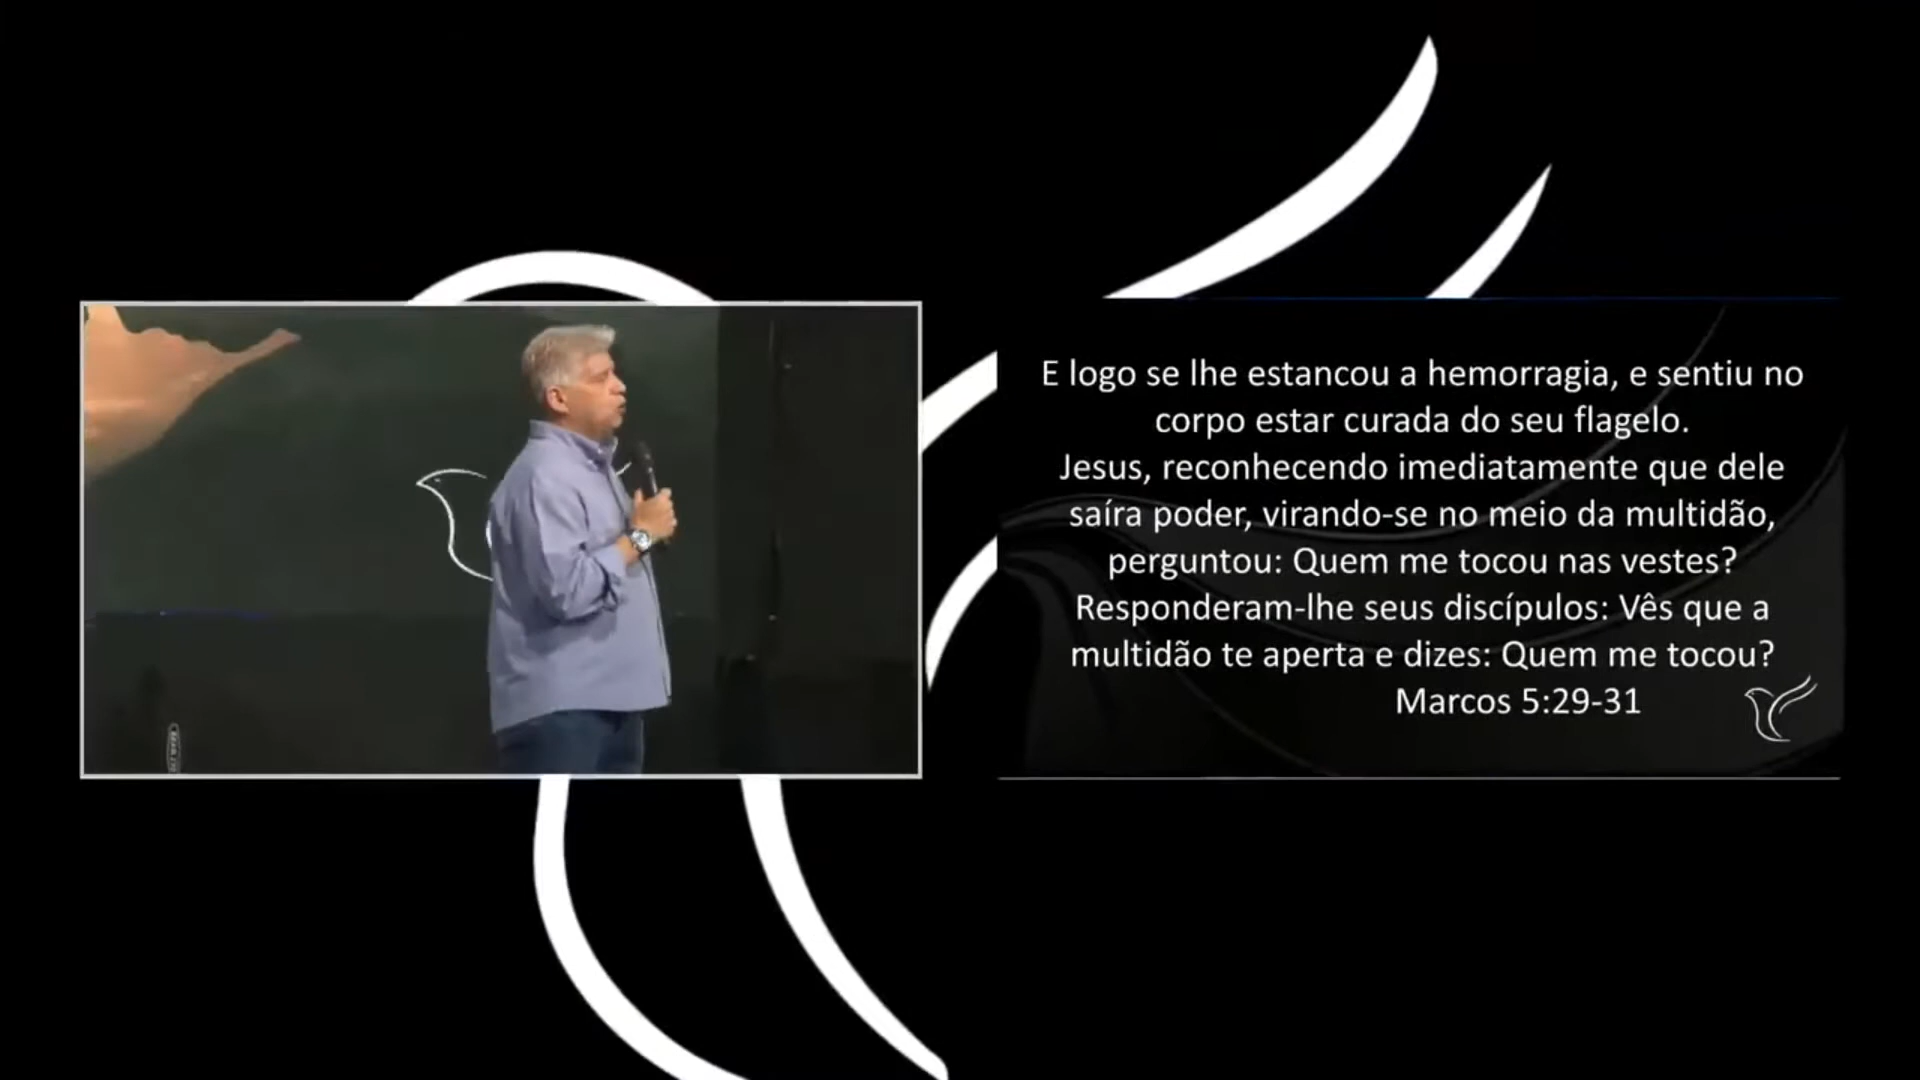 E logo se lhe estancou a hemorragia, e sentiu no
corpo estar curada do seu flagelo.
Jesus, reconhecendo imediatamente que dele
saíra poder, virando-se no meio da multidão,
perguntou: Quem me tocou nas vestes?
Responderam-lhe seus discípulos: Vês que a
multidão te aperta e dizes: Quem me tocou?
Marcos 5:29-31